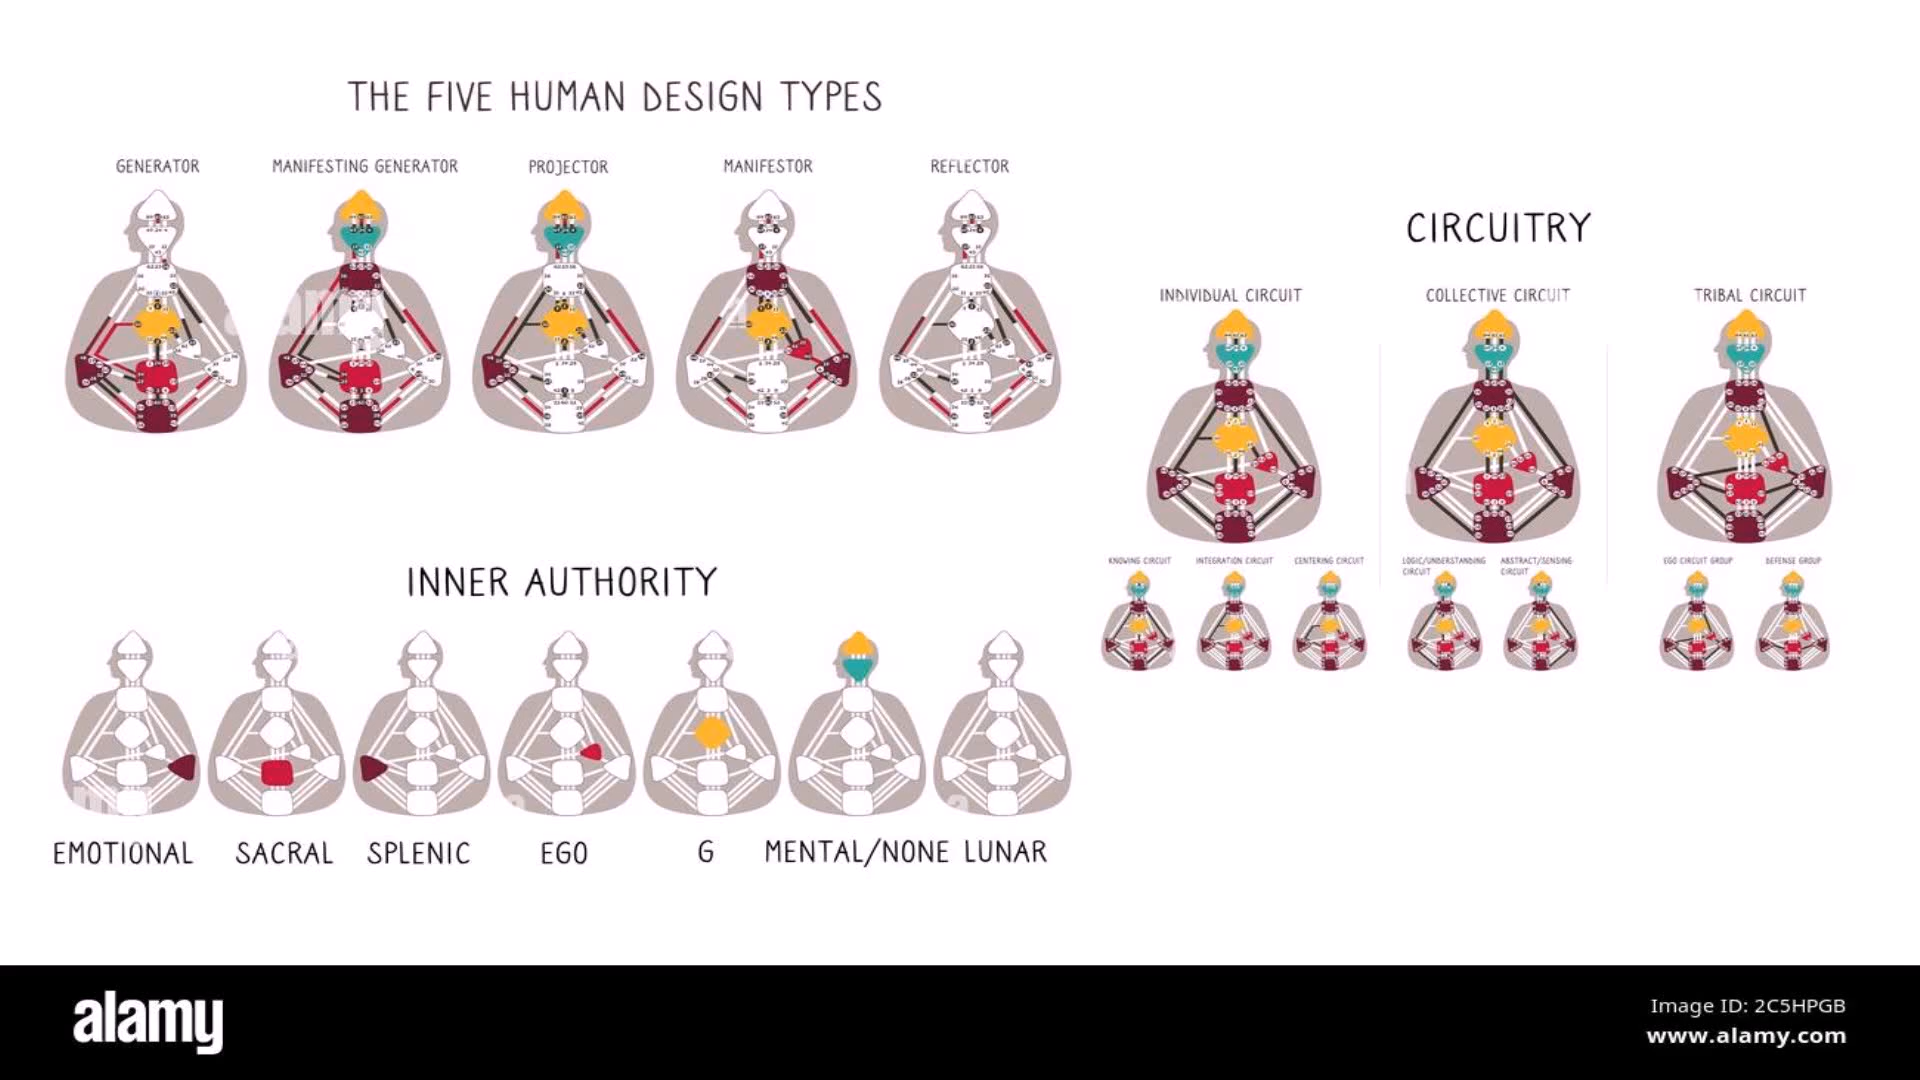 THE FIVE HUMAN DESIGN TYPES
GENERATOR
MANIFESTING GENERATOR
PROJECTOR
MANIFESTOR
REFLECTOR
CIRCUITRY
INDIVIDUAL CIRCUIT
COLLECTIVE CIRCUIT
TRIBAL CIRCUIT
KNOWING CIRCUIT
INTEGRATION CIRCUIT
CENTERING CIRCUIT
LOGIC/UNDERSTANDING
CIRCUIT
ABSTRACT/SENSING
CIRCUIT
EGO CIRCUIT GROUP
DEFENSE GROUP
INNER AUTHORITY
EMOTIONAL
SACRAL
SPLENIC
EGO
G
MENTAL/NONE
LUNAR
alamy
Image ID: 2C5HPGB
www.alamy.com